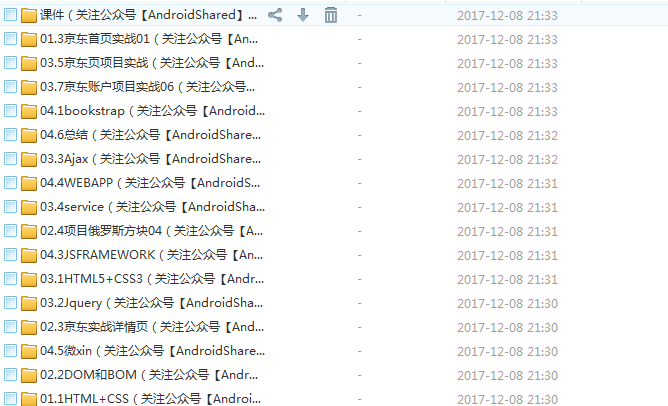 课件（关注公众号【AndroidShared】... - 2017-12-08 21:33
01.3京东首页实战01（关注公众号【An... - 2017-12-08 21:33
03.5京东页项目实战（关注公众号【And... - 2017-12-08 21:33
03.7京东账户项目实战06（关注公众号... - 2017-12-08 21:33
04.1bookstrap（关注公众号【Android... - 2017-12-08 21:33
04.6总结（关注公众号【AndroidShare... - 2017-12-08 21:32
03.3Ajax（关注公众号【AndroidShare... - 2017-12-08 21:32
04.4WEBAPP（关注公众号【AndroidS... - 2017-12-08 21:31
03.4service（关注公众号【AndroidSha... - 2017-12-08 21:31
02.4项目俄罗斯方块04（关注公众号【A... - 2017-12-08 21:31
04.3JSFRAMEWORK（关注公众号【An... - 2017-12-08 21:31
03.1HTML5+CSS3（关注公众号【Andr... - 2017-12-08 21:31
03.2Jquery（关注公众号【AndroidSha... - 2017-12-08 21:30
02.3京东实战详情页（关注公众号【And... - 2017-12-08 21:30
04.5微xin（关注公众号【AndroidShare... - 2017-12-08 21:30
02.2DOM和BOM（关注公众号【Andr... - 2017-12-08 21:30
01.1HTML+CSS（关注公众号【Androi... - 2017-12-08 21:30